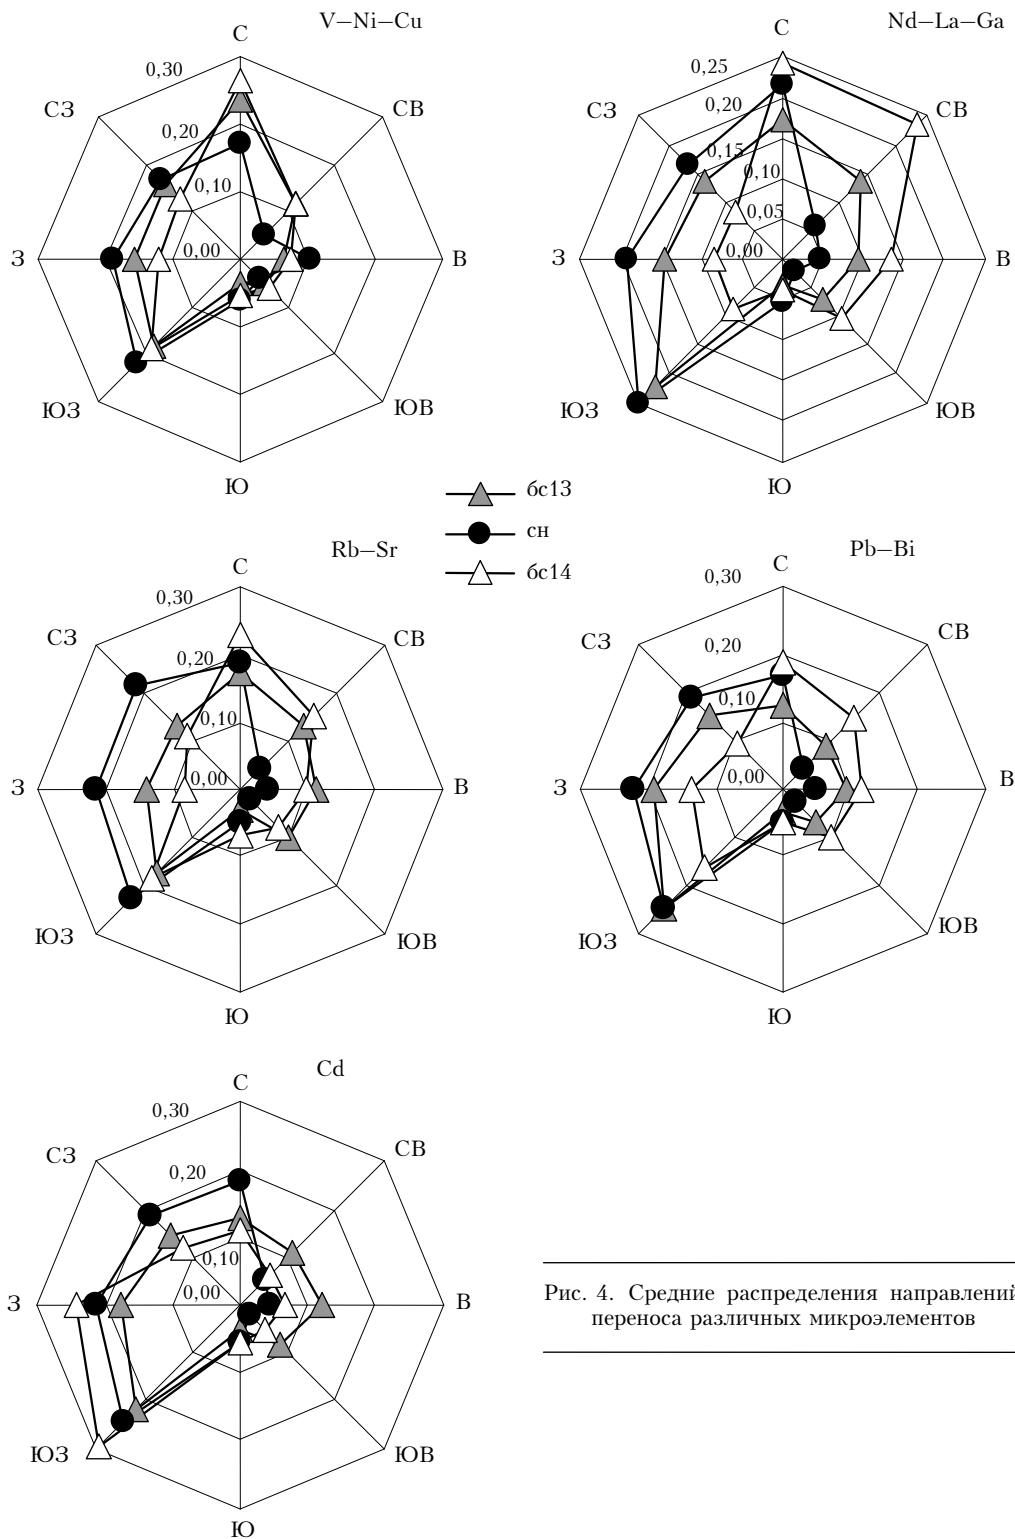 V–Ni–Cu
С
0,30
СЗ
СВ
0,20
0,10
З
0,00
В
ЮЗ
ЮВ
Ю
Nd–La–Ga
С
0,25
СЗ
СВ
0,20
0,15
0,10
0,05
З
0,00
В
ЮЗ
ЮВ
Ю
бс13
сн
бс14
Rb–Sr
С
0,30
СЗ
СВ
0,20
0,10
З
0,00
В
ЮЗ
ЮВ
Ю
Pb–Bi
С
0,30
СЗ
СВ
0,20
0,10
З
0,00
В
ЮЗ
ЮВ
Ю
Cd
С
0,30
СЗ
СВ
0,20
0,10
З
0,00
В
ЮЗ
ЮВ
Ю
Рис. 4. Средние распределения направлений
переноса различных микроэлементов